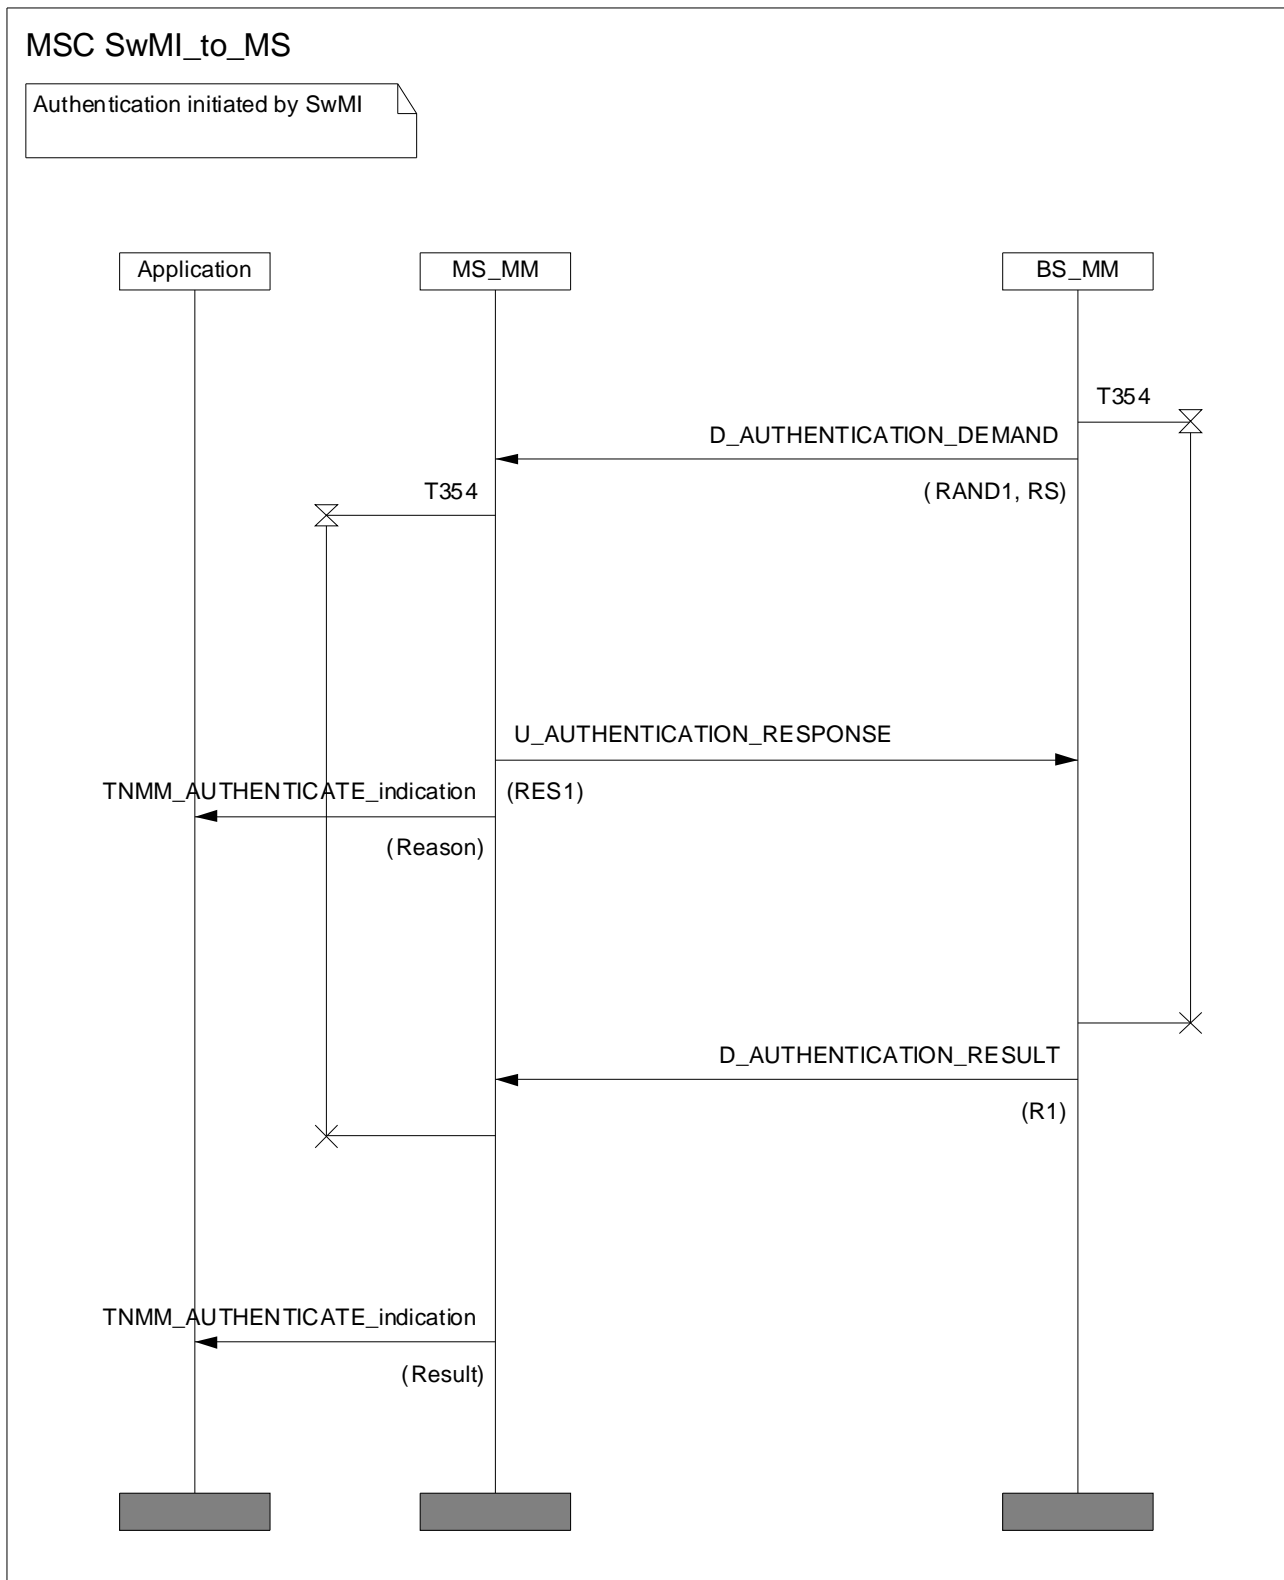 MSC SwMI_to_MS
Authentication initiated by SwMI
Application
MS_MM
BS_MM
T354
D_AUTHENTICATION_DEMAND
T354
(RAND1, RS)
U_AUTHENTICATION_RESPONSE
TNMM_AUTHENTICATE_indication
(RES1)
(Reason)
D_AUTHENTICATION_RESULT
(R1)
TNMM_AUTHENTICATE_indication
(Result)